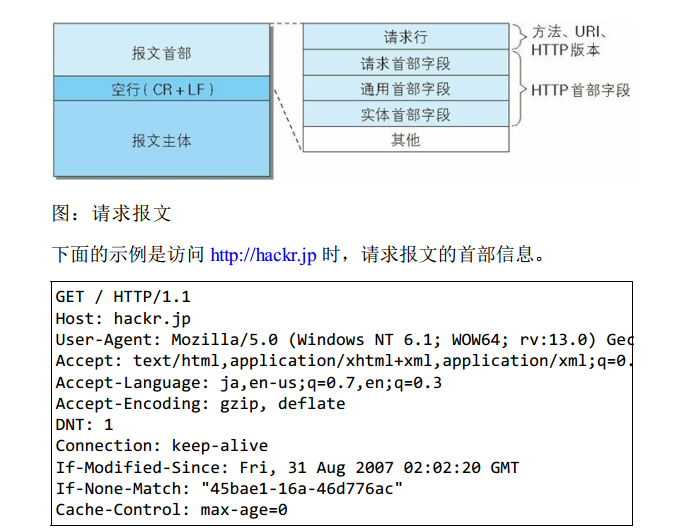 报文首部
空行(CR+LF)
报文主体
请求行
请求首部字段
通用首部字段
实体首部字段
其他
方法、URI、
HTTP版本
HTTP首部字段
图：请求报文
下面的示例是访问 http://hackr.jp 时，请求报文的首部信息。
GET / HTTP/1.1
Host: hackr.jp
User-Agent: Mozilla/5.0 (Windows NT 6.1; WOW64; rv:13.0) Gec
Accept: text/html,application/xhtml+xml,application/xml;q=0.
Accept-Language: ja,en-us;q=0.7,en;q=0.3
Accept-Encoding: gzip, deflate
DNT: 1
Connection: keep-alive
If-Modified-Since: Fri, 31 Aug 2007 02:02:20 GMT
If-None-Match: "45bae1-16a-46d776ac"
Cache-Control: max-age=0